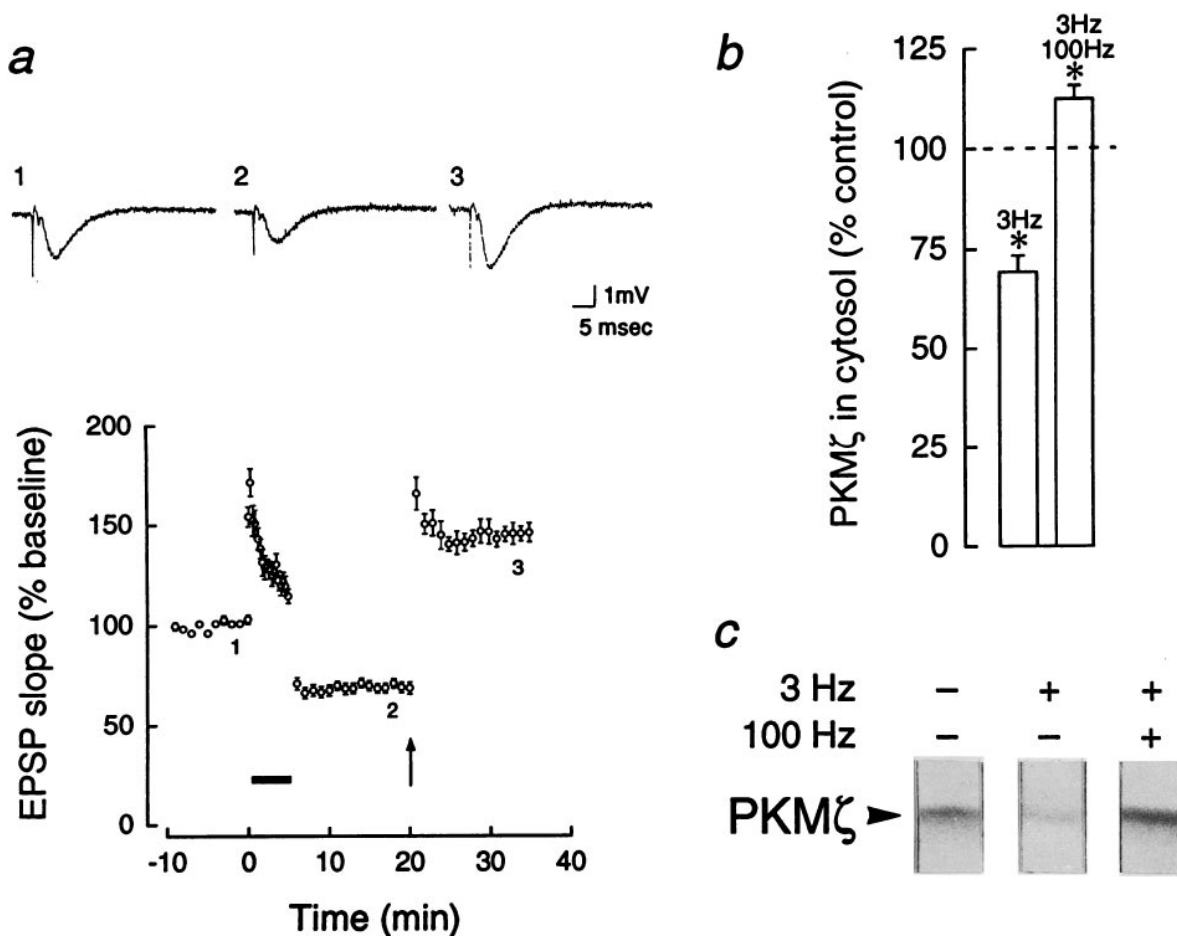 a
1 2 3
1mV
5 msec
EPSP slope (% baseline)
200
150
100
50
0
1
2
3
-10 0 10 20 30 40
Time (min)
b
PKMζ in cytosol (% control)
125
100
75
50
25
0
3Hz
*
3Hz
100Hz
*
c
3 Hz − + +
100 Hz − − +
PKMζ